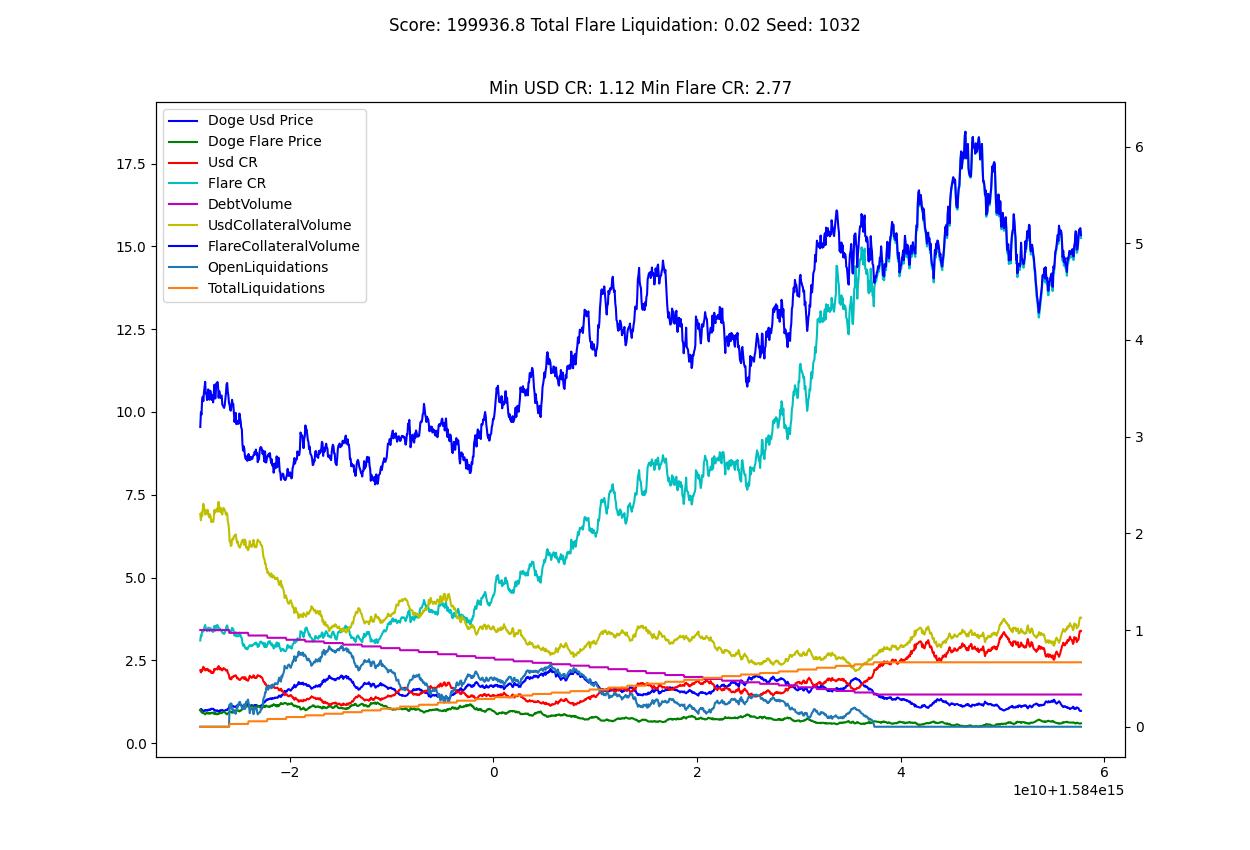 Score: 199936.8 Total Flare Liquidation: 0.02 Seed: 1032
Min USD CR: 1.12 Min Flare CR: 2.77
Doge Usd Price
Doge Flare Price
Usd CR
Flare CR
DebtVolume
UsdCollateralVolume
FlareCollateralVolume
OpenLiquidations
TotalLiquidations
17.5
15.0
12.5
10.0
7.5
5.0
2.5
0.0
6
5
4
3
2
1
0
−2 0 2 4 6
1e10+1.584e15